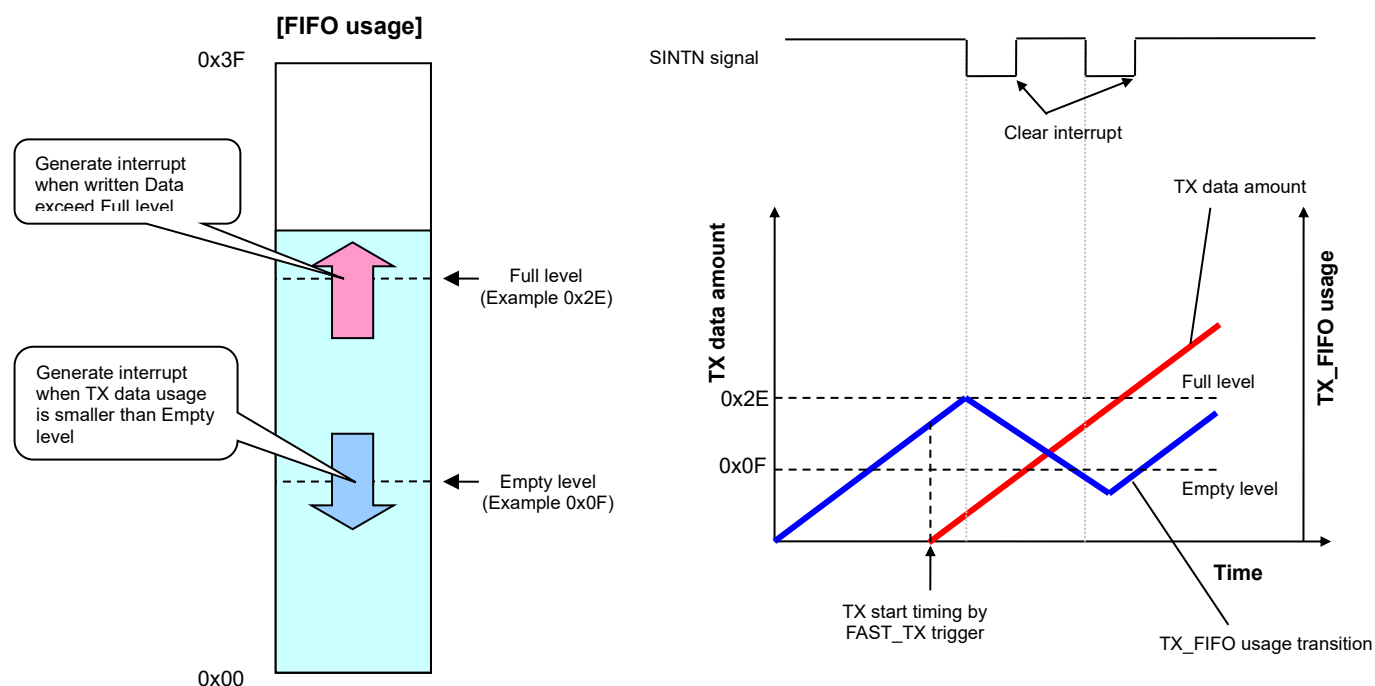 [FIFO usage]
0x3F
Generate interrupt
when written Data
exceed Full level
Full level
(Example 0x2E)
Generate interrupt
when TX data usage
is smaller than Empty
level
Empty level
(Example 0x0F)
0x00
SINTN signal
Clear interrupt
TX data amount
TX data amount
TX_FIFO usage
0x2E
Full level
0x0F
Empty level
Time
TX start timing by
FAST_TX trigger
TX_FIFO usage transition